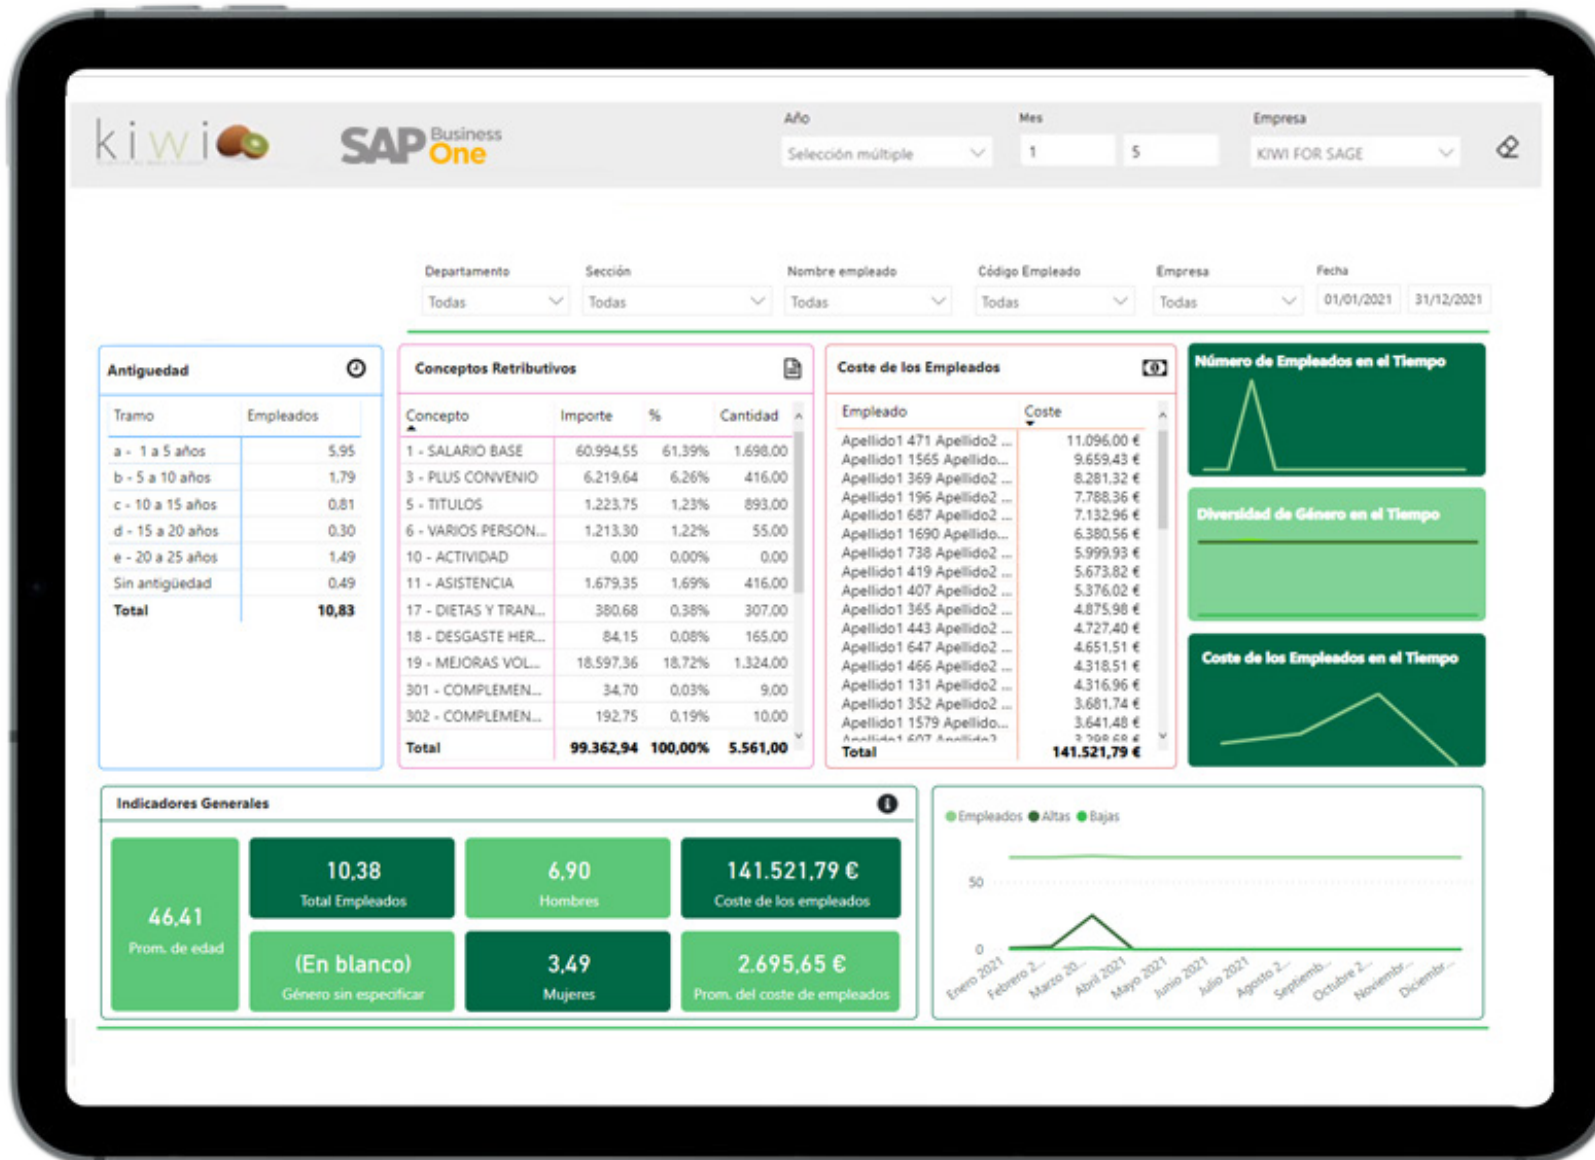 kiwi
SAP Business One
Año
Mes
Empresa
Selección múltiple
1
5
KIWI FOR SAGE
Departamento
Sección
Nombre empleado
Código Empleado
Empresa
Fecha
Todas
Todas
Todas
Todas
Todas
01/01/2021
31/12/2021
Antiguedad
Tramo Empleados
a - 1 a 5 años 5,95
b - 5 a 10 años 1,79
c - 10 a 15 años 0,81
d - 15 a 20 años 0,30
e - 20 a 25 años 1,49
Sin antigüedad 0,49
Total 10,83
Conceptos Retributivos
Concepto Importe % Cantidad
1 - SALARIO BASE 60.994,55 61,39% 1.698,00
3 - PLUS CONVENIO 6.219,64 6,26% 416,00
5 - TITULOS 1.223,75 1,23% 893,00
6 - VARIOS PERSON... 1.213,30 1,22% 55,00
10 - ACTIVIDAD 0,00 0,00% 0,00
11 - ASISTENCIA 1.679,35 1,69% 416,00
17 - DIETAS Y TRAN... 380,68 0,38% 307,00
18 - DESGASTE HER... 84,15 0,08% 165,00
19 - MEJORAS VOL... 18.597,36 18,72% 1.324,00
301 - COMPLEMEN... 34,70 0,03% 9,00
302 - COMPLEMEN... 192,75 0,19% 10,00
Total 99.362,94 100,00% 5.561,00
Coste de los Empleados
Empleado Coste
Apellido1 471 Apellido2 ... 11.096,00 €
Apellido1 1565 Apellido... 9.659,43 €
Apellido1 369 Apellido2 ... 8.281,32 €
Apellido1 196 Apellido2 ... 7.788,36 €
Apellido1 687 Apellido2 ... 7.132,96 €
Apellido1 1690 Apellido... 6.380,56 €
Apellido1 738 Apellido2 ... 5.999,93 €
Apellido1 419 Apellido2 ... 5.673,82 €
Apellido1 407 Apellido2 ... 5.376,02 €
Apellido1 365 Apellido2 ... 4.875,98 €
Apellido1 443 Apellido2 ... 4.727,40 €
Apellido1 647 Apellido2 ... 4.651,51 €
Apellido1 466 Apellido2 ... 4.318,51 €
Apellido1 131 Apellido2 ... 4.316,96 €
Apellido1 352 Apellido2 ... 3.681,74 €
Apellido1 1579 Apellido... 3.641,48 €
Apellido1 607 Apellido2 3.298,68 €
Total 141.521,79 €
Número de Empleados en el Tiempo
Diversidad de Género en el Tiempo
Coste de los Empleados en el Tiempo
Indicadores Generales
46,41
Prom. de edad
10,38
Total Empleados
6,90
Hombres
141.521,79 €
Coste de los empleados
(En blanco)
Género sin especificar
3,49
Mujeres
2.695,65 €
Prom. del coste de empleados
Empleados Altas Bajas
50
0
Enero 2021
Febrero 2...
Marzo 20...
Abril 2021
Mayo 2021
Junio 2021
Julio 2021
Agosto 2...
Septiemb...
Octubre 2...
Noviembr...
Diciembr...